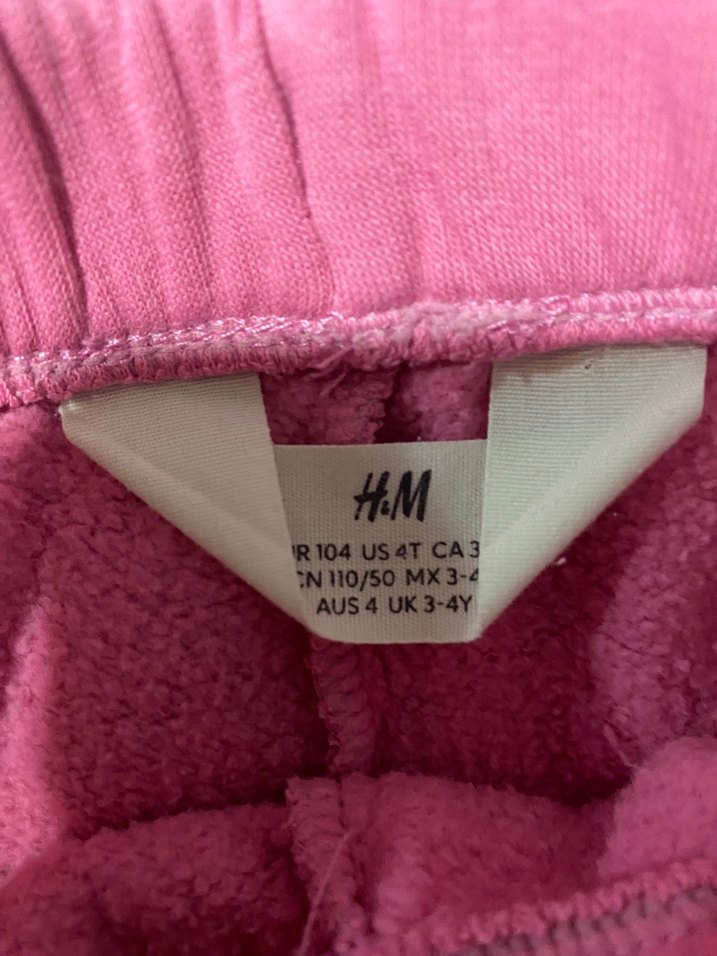 H&M
R 104 US 4T CA 3
CN 110/50 MX 3-4
AUS 4 UK 3-4Y